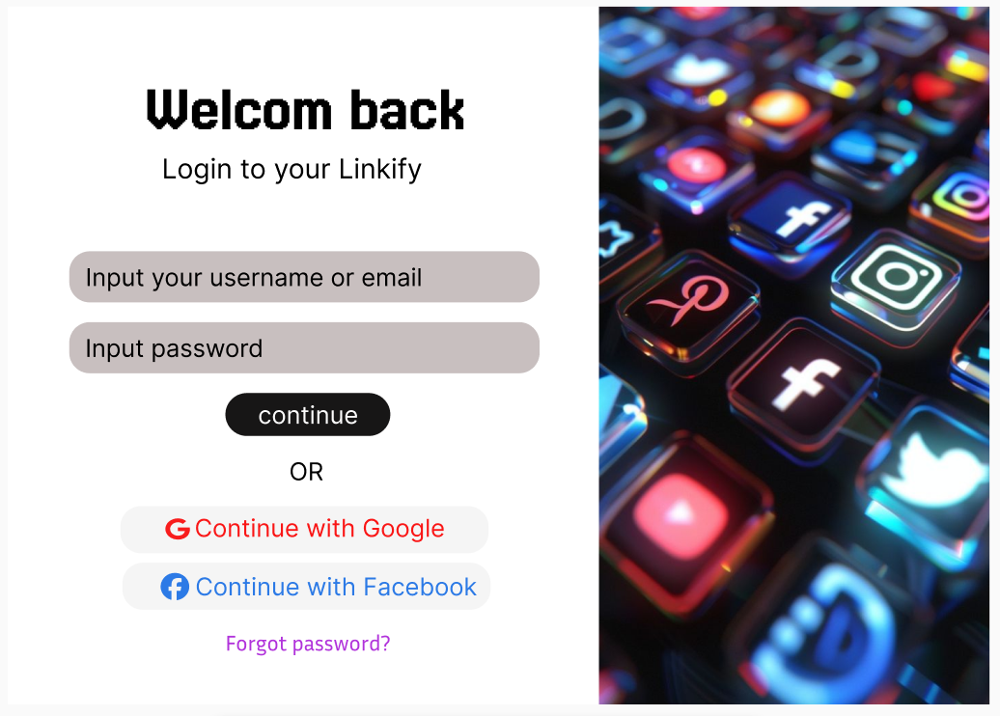 Welcom back
Login to your Linkify
Input your username or email
Input password
continue
OR
Continue with Google
Continue with Facebook
Forgot password?